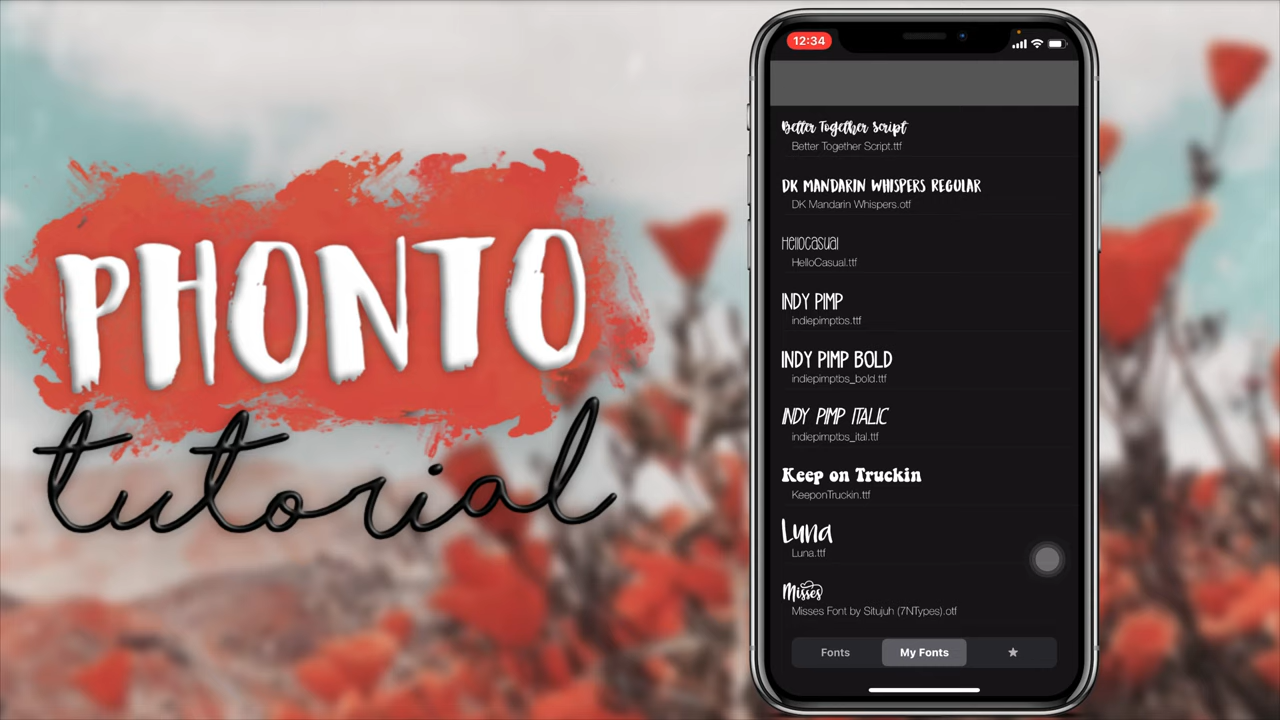 PHONTO
tutorial
12:34
Better Together Script
Better Together Script.ttf
DK MANDARIN WHISPERS REGULAR
DK Mandarin Whispers.otf
HelloCasual
HelloCasual.ttf
INDY PIMP
indiepimptbs.ttf
INDY PIMP BOLD
indiepimptbs_bold.ttf
INDY PIMP ITALIC
indiepimptbs_ital.ttf
Keep on Truckin
KeeponTruckin.ttf
Luna
Luna.ttf
Misses
Misses Font by Situjuh (7NTypes).otf
Fonts My Fonts ★